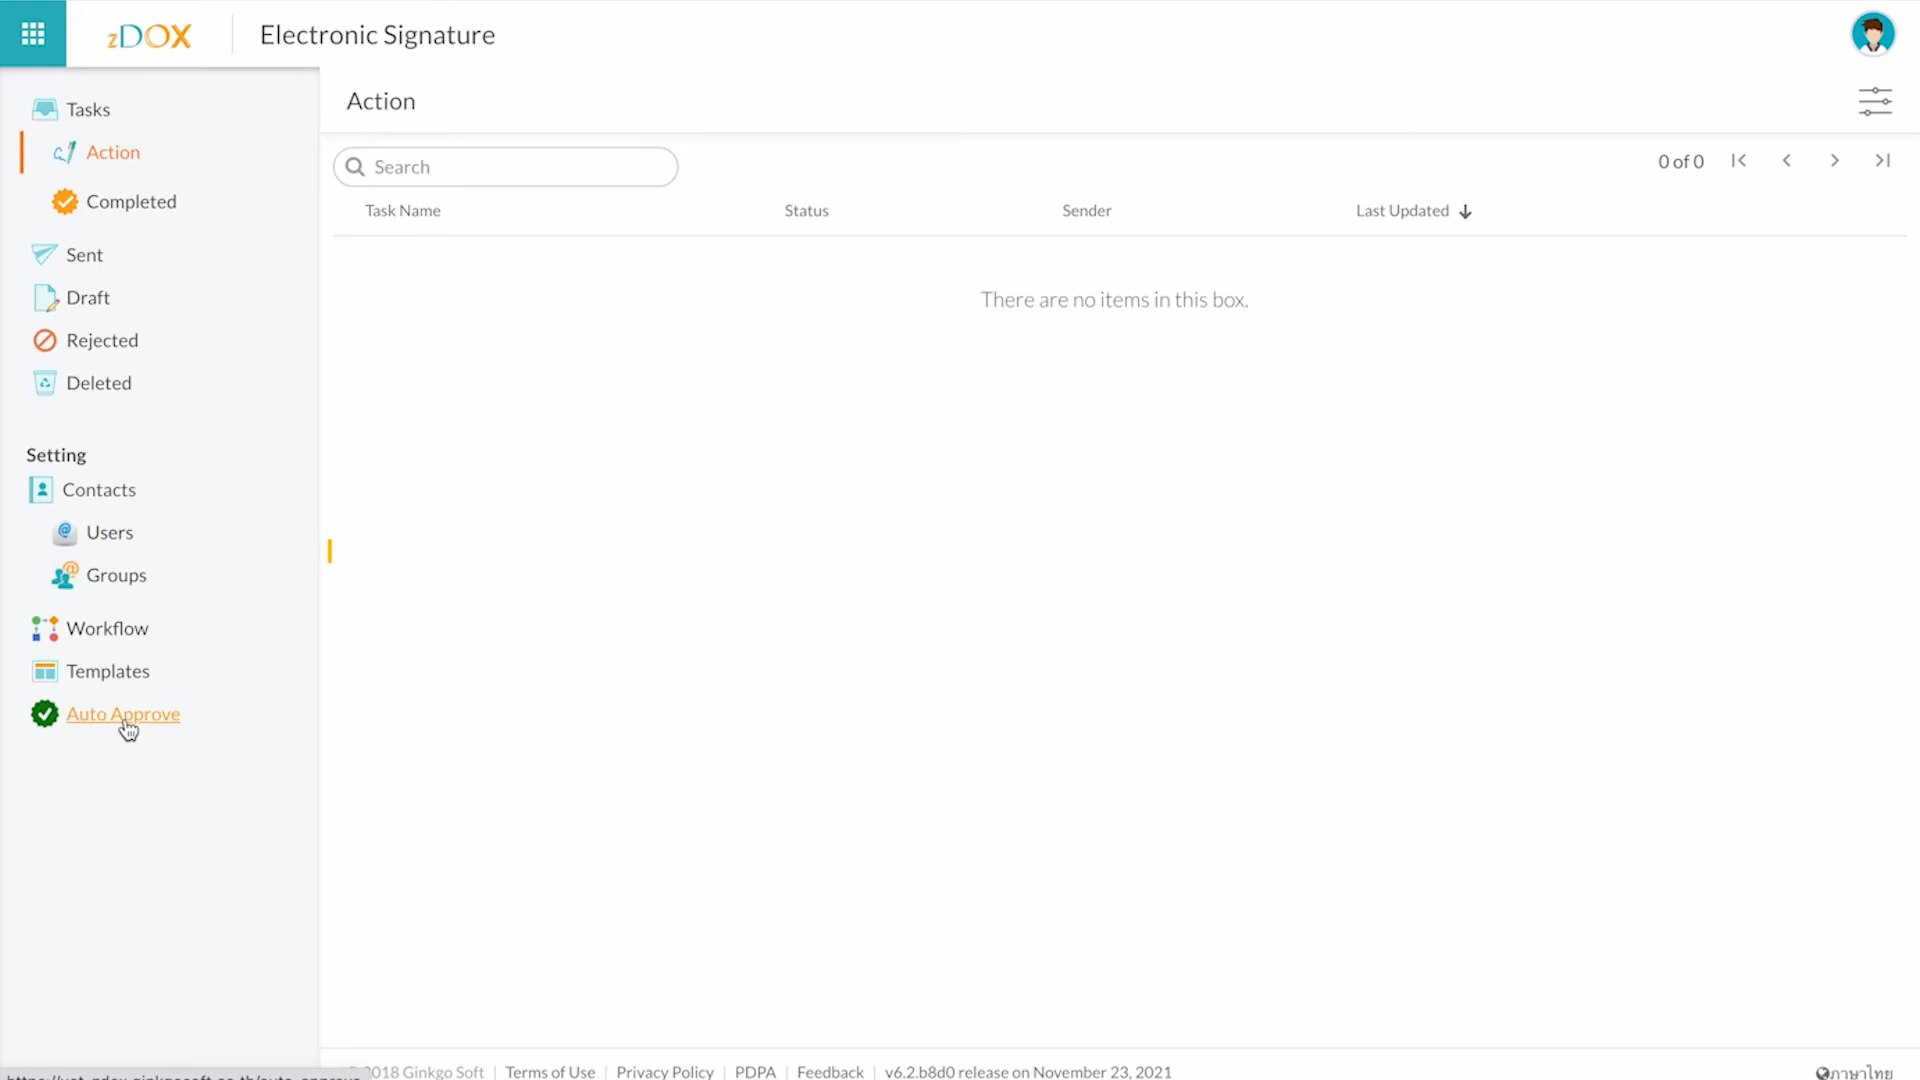 zDOX
Electronic Signature
Tasks
Action
Completed
Sent
Draft
Rejected
Deleted
Setting
Contacts
Users
Groups
Workflow
Templates
Auto Approve
Action
Search
0 of 0
Task Name Status Sender Last Updated
There are no items in this box.
2018 Ginkgo Soft | Terms of Use | Privacy Policy | PDPA | Feedback | v6.2.b8d0 release on November 23, 2021
ภาษาไทย